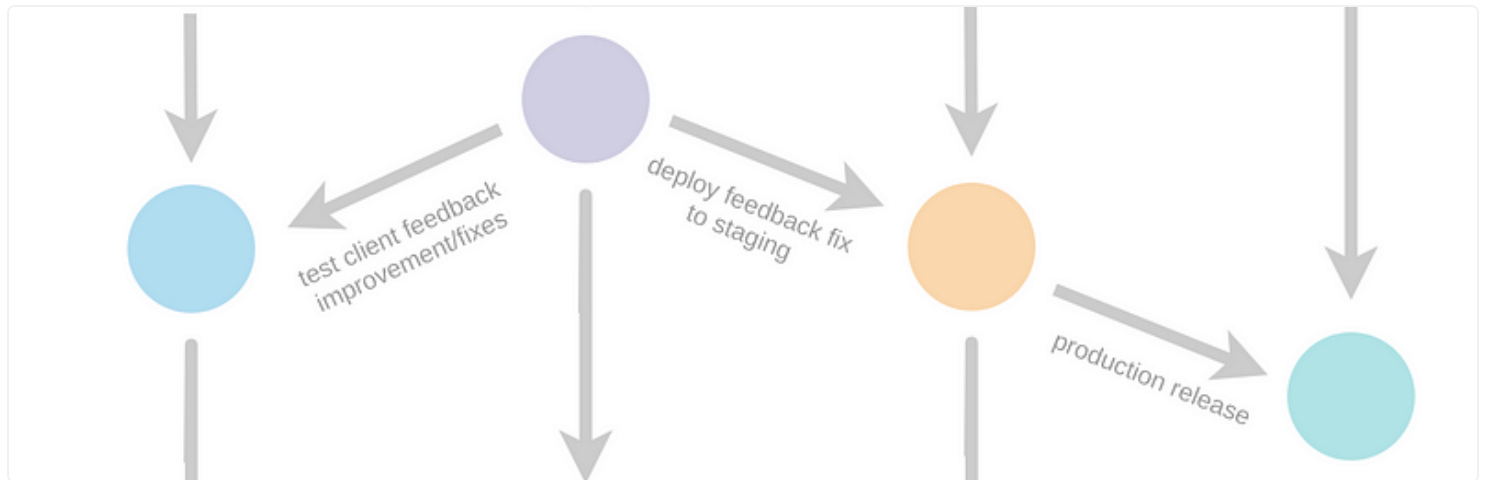 test client feedback
improvement/fixes
deploy feedback fix
to staging
production release